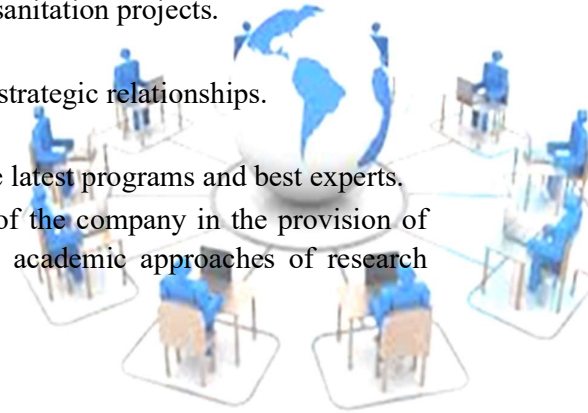 sanitation projects.
strategic relationships.
latest programs and best experts.
of the company in the provision of
academic approaches of research